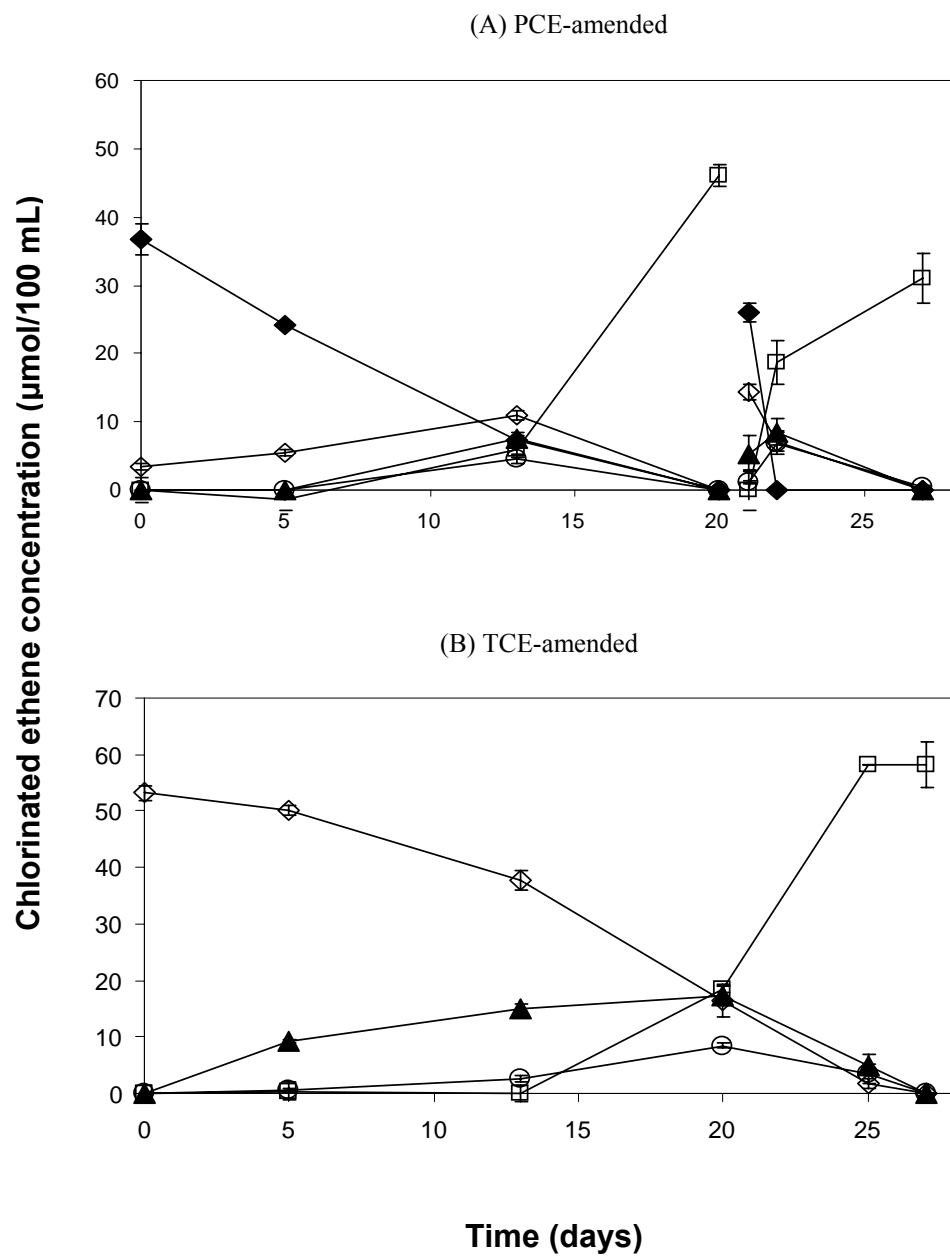 (A) PCE-amended
60
50
40
30
20
10
0
0 5 10 15 20 25
(B) TCE-amended
70
60
50
40
30
20
10
0
0 5 10 15 20 25
Chlorinated ethene concentration (µmol/100 mL)
Time (days)